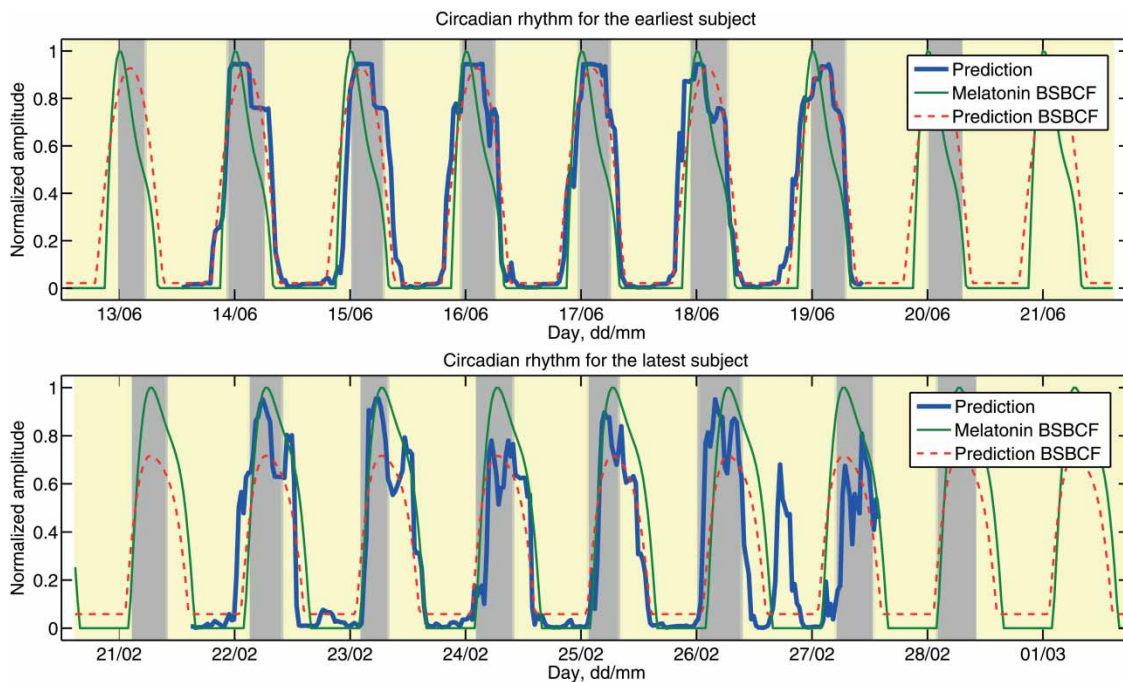 Circadian rhythm for the earliest subject
Normalized amplitude
1
0.8
0.6
0.4
0.2
0
Prediction
Melatonin BSBCF
Prediction BSBCF
13/06 14/06 15/06 16/06 17/06 18/06 19/06 20/06 21/06
Day, dd/mm
Circadian rhythm for the latest subject
Normalized amplitude
1
0.8
0.6
0.4
0.2
0
Prediction
Melatonin BSBCF
Prediction BSBCF
21/02 22/02 23/02 24/02 25/02 26/02 27/02 28/02 01/03
Day, dd/mm